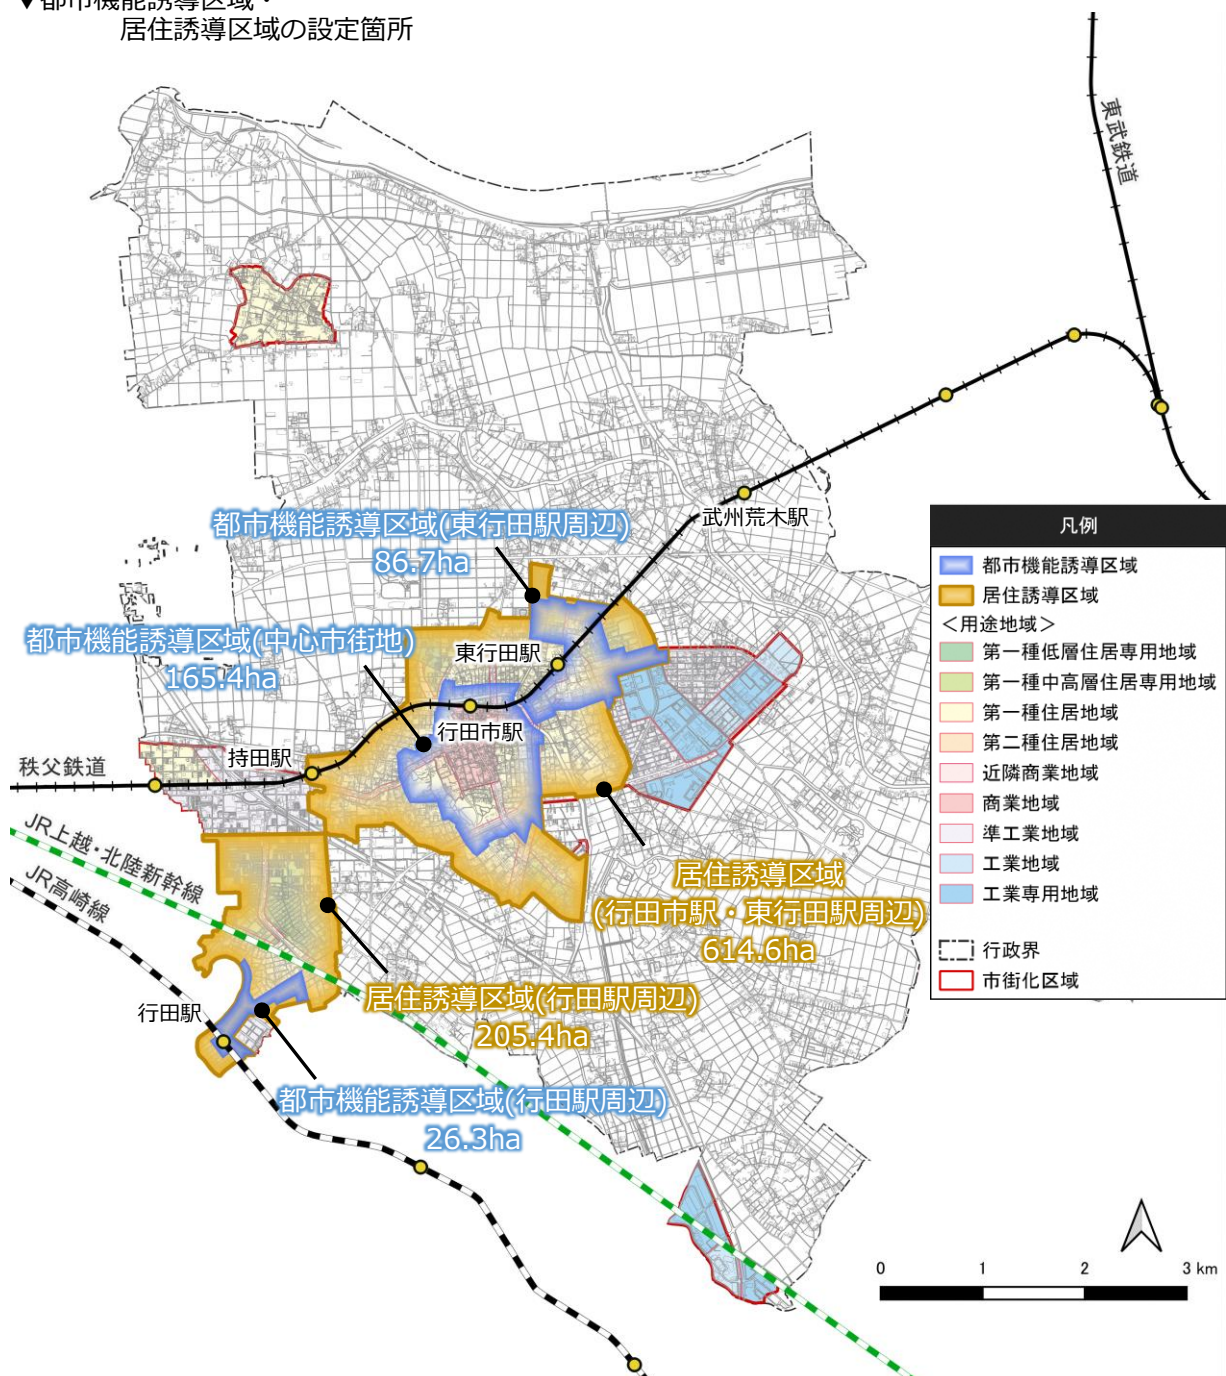 ▼都市機能誘導区域・
居住誘導区域の設定箇所
東武鉄道
武州荒木駅
都市機能誘導区域(東行田駅周辺)
86.7ha
都市機能誘導区域(中心市街地)
165.4ha
東行田駅
行田市駅
持田駅
秩父鉄道
JR上越・北陸新幹線
JR高崎線
居住誘導区域
(行田市駅・東行田駅周辺)
614.6ha
行田駅
居住誘導区域(行田駅周辺)
205.4ha
都市機能誘導区域(行田駅周辺)
26.3ha
凡例
都市機能誘導区域
居住誘導区域
＜用途地域＞
第一種低層住居専用地域
第一種中高層住居専用地域
第一種住居地域
第二種住居地域
近隣商業地域
商業地域
準工業地域
工業地域
工業専用地域
行政界
市街化区域
0 1 2 3 km